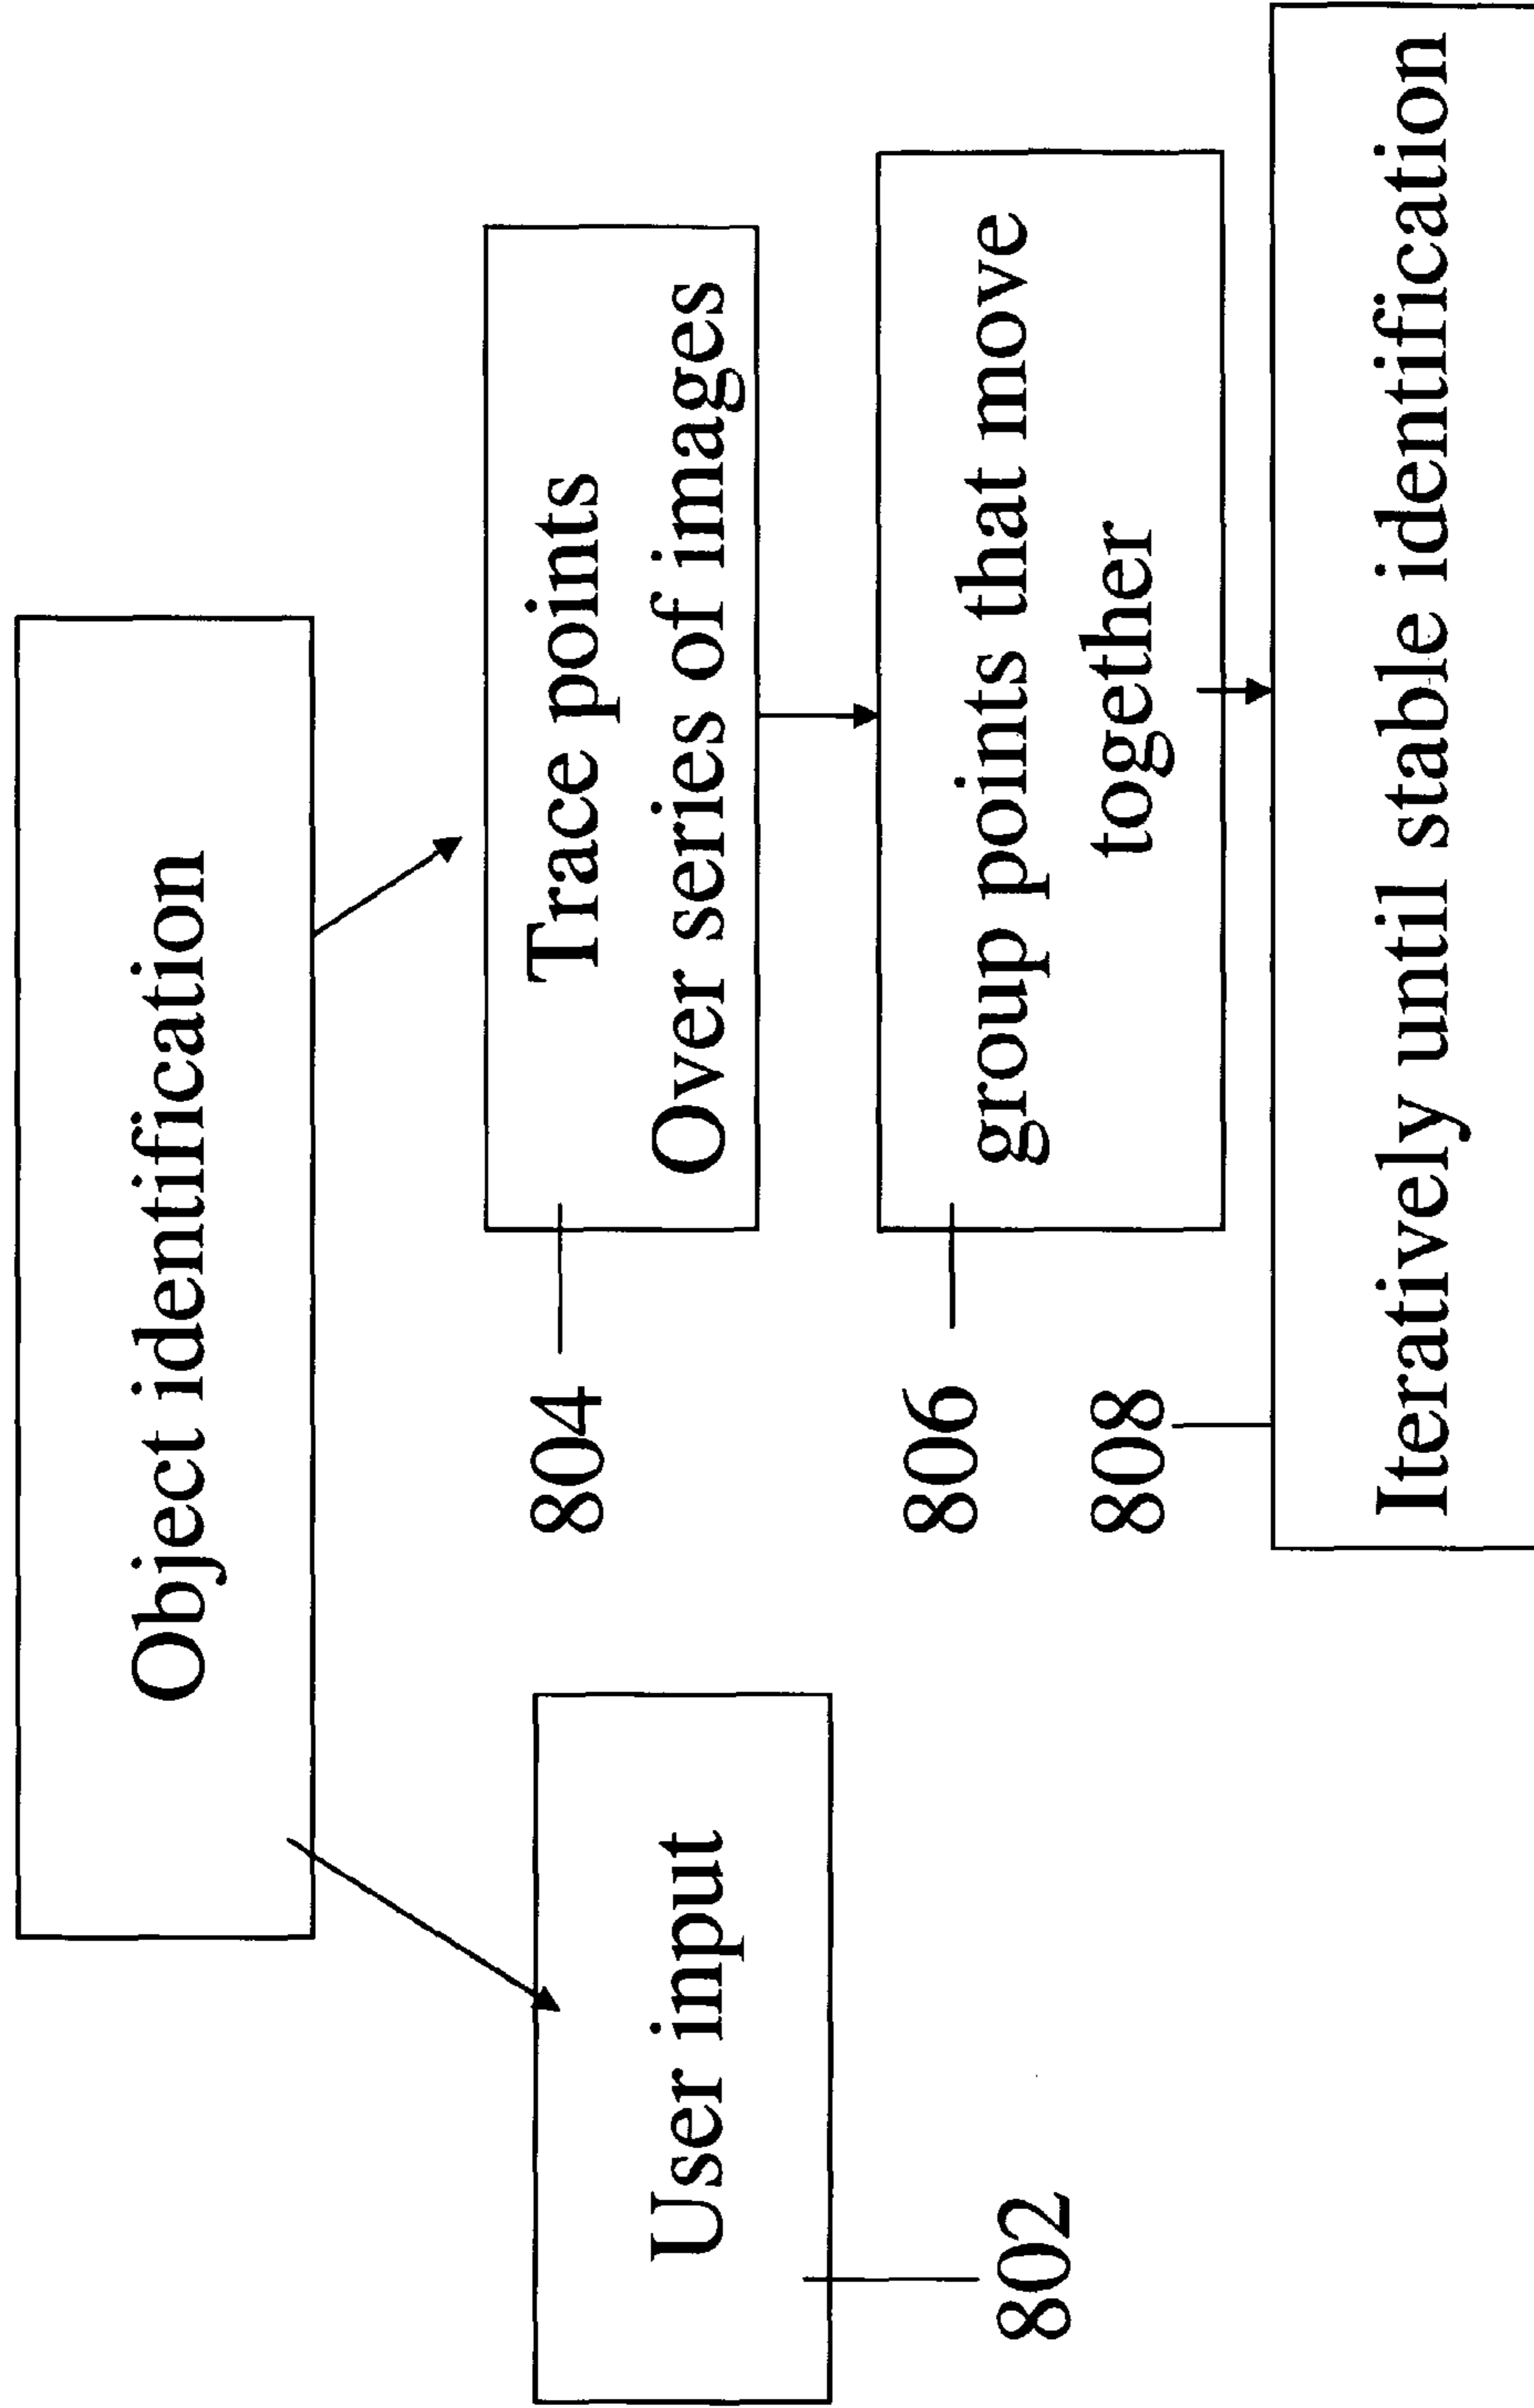 Object identification
User input
802
804
Trace points
Over series of images
806
group points that move
together
808
Iteratively until stable identification